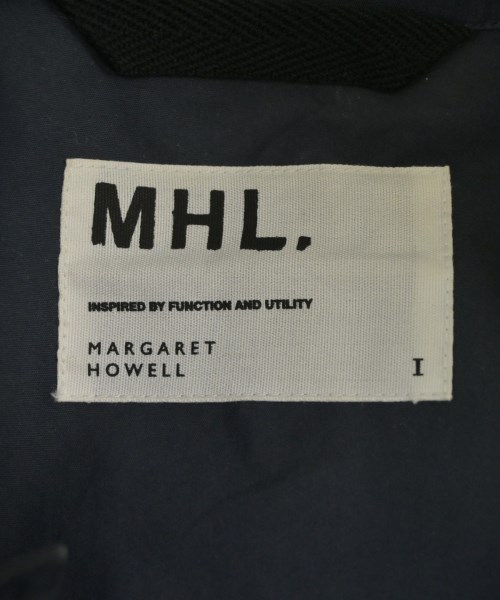 MHL.
INSPIRED BY FUNCTION AND UTILITY
MARGARET
HOWELL
I